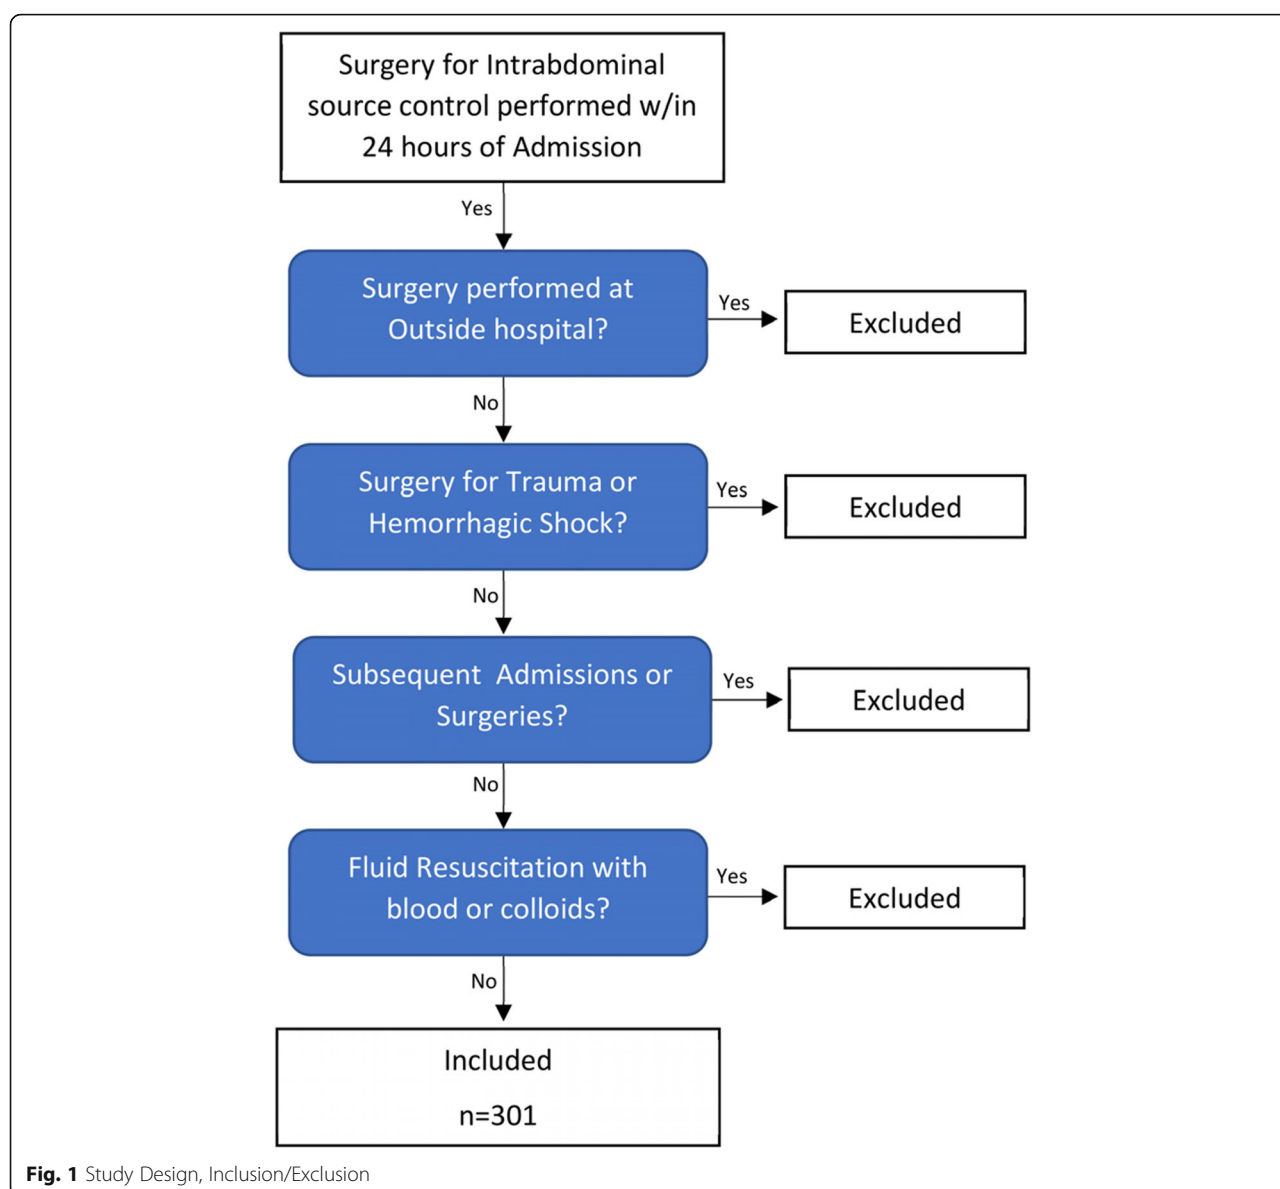 Surgery for Intrabdominal
source control performed w/in
24 hours of Admission
Yes
Surgery performed at
Outside hospital?
Yes
Excluded
No
Surgery for Trauma or
Hemorrhagic Shock?
Yes
Excluded
No
Subsequent Admissions or
Surgeries?
Yes
Excluded
No
Fluid Resuscitation with
blood or colloids?
Yes
Excluded
No
Included
n=301
Fig. 1 Study Design, Inclusion/Exclusion